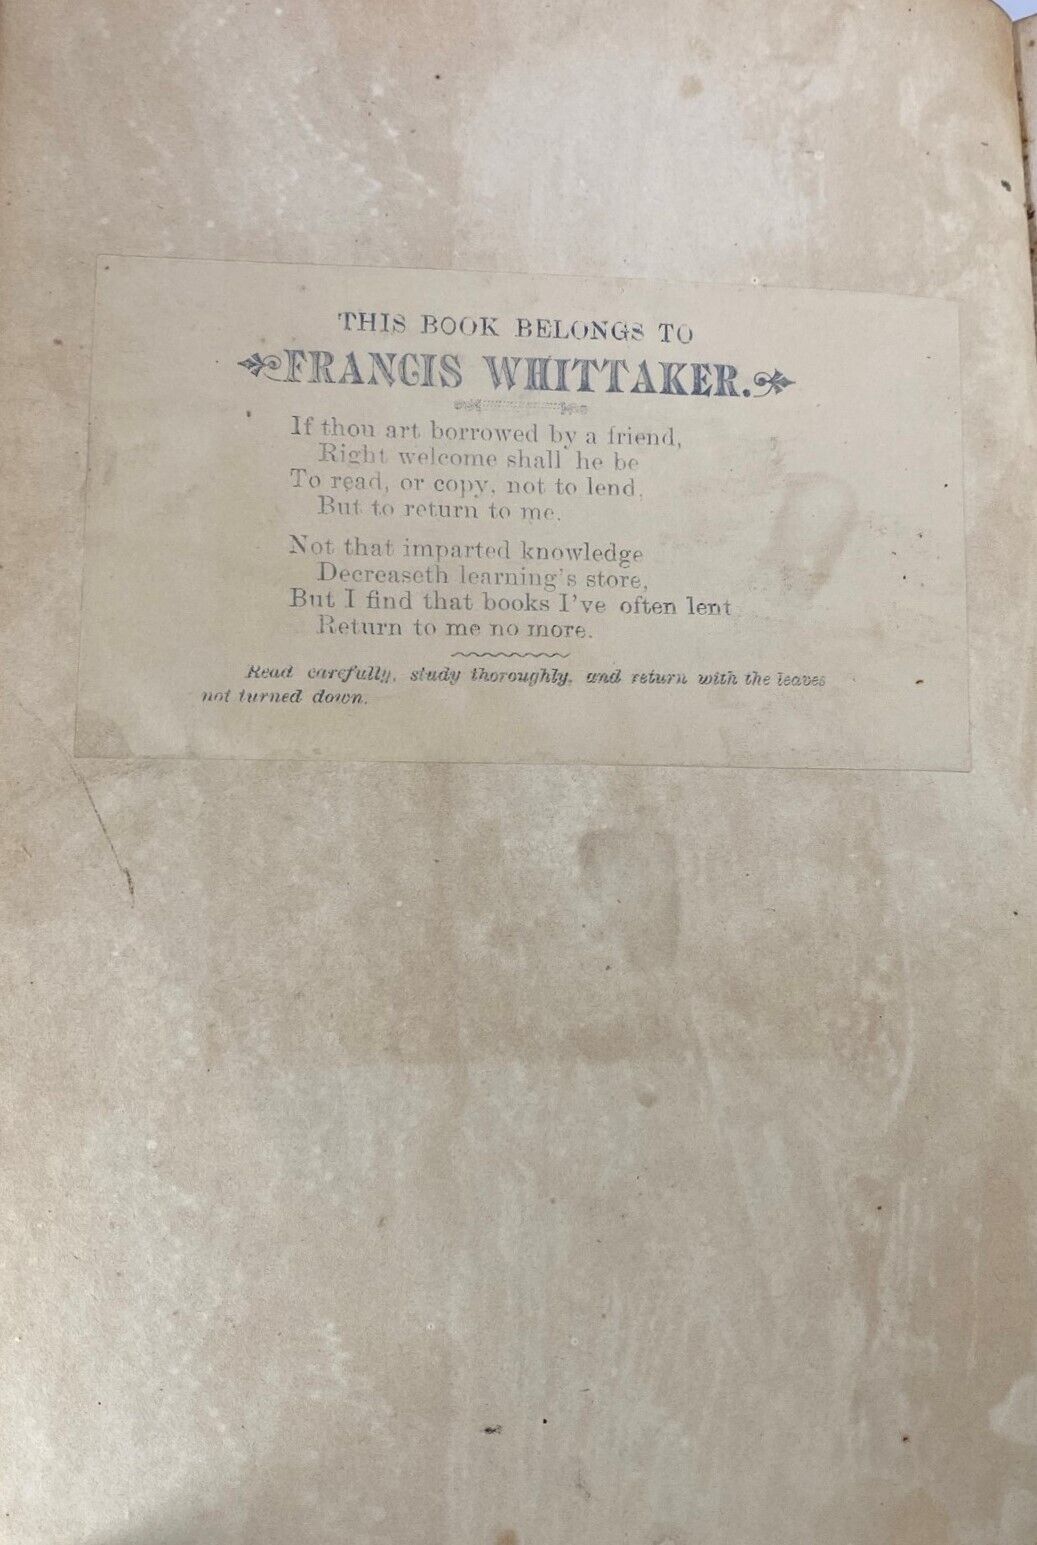 THIS BOOK BELONGS TO
FRANCIS WHITTAKER.
If thou art borrowed by a friend,
Right welcome shall he be
To read, or copy, not to lend,
But to return to me.
Not that imparted knowledge
Decreaseth learning's store,
But I find that books I've often lent
Return to me no more.
Read carefully, study thoroughly, and return with the leaves
not turned down.